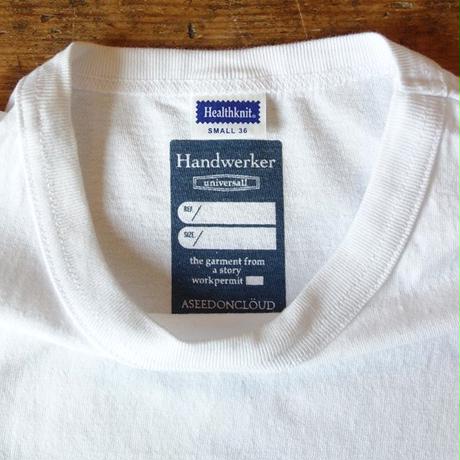 Healthknit®
SMALL 36
Handwerker
universall
REF. /
SIZE. /
the garment from
a story
workpermit
ASEEDONCLÖUD